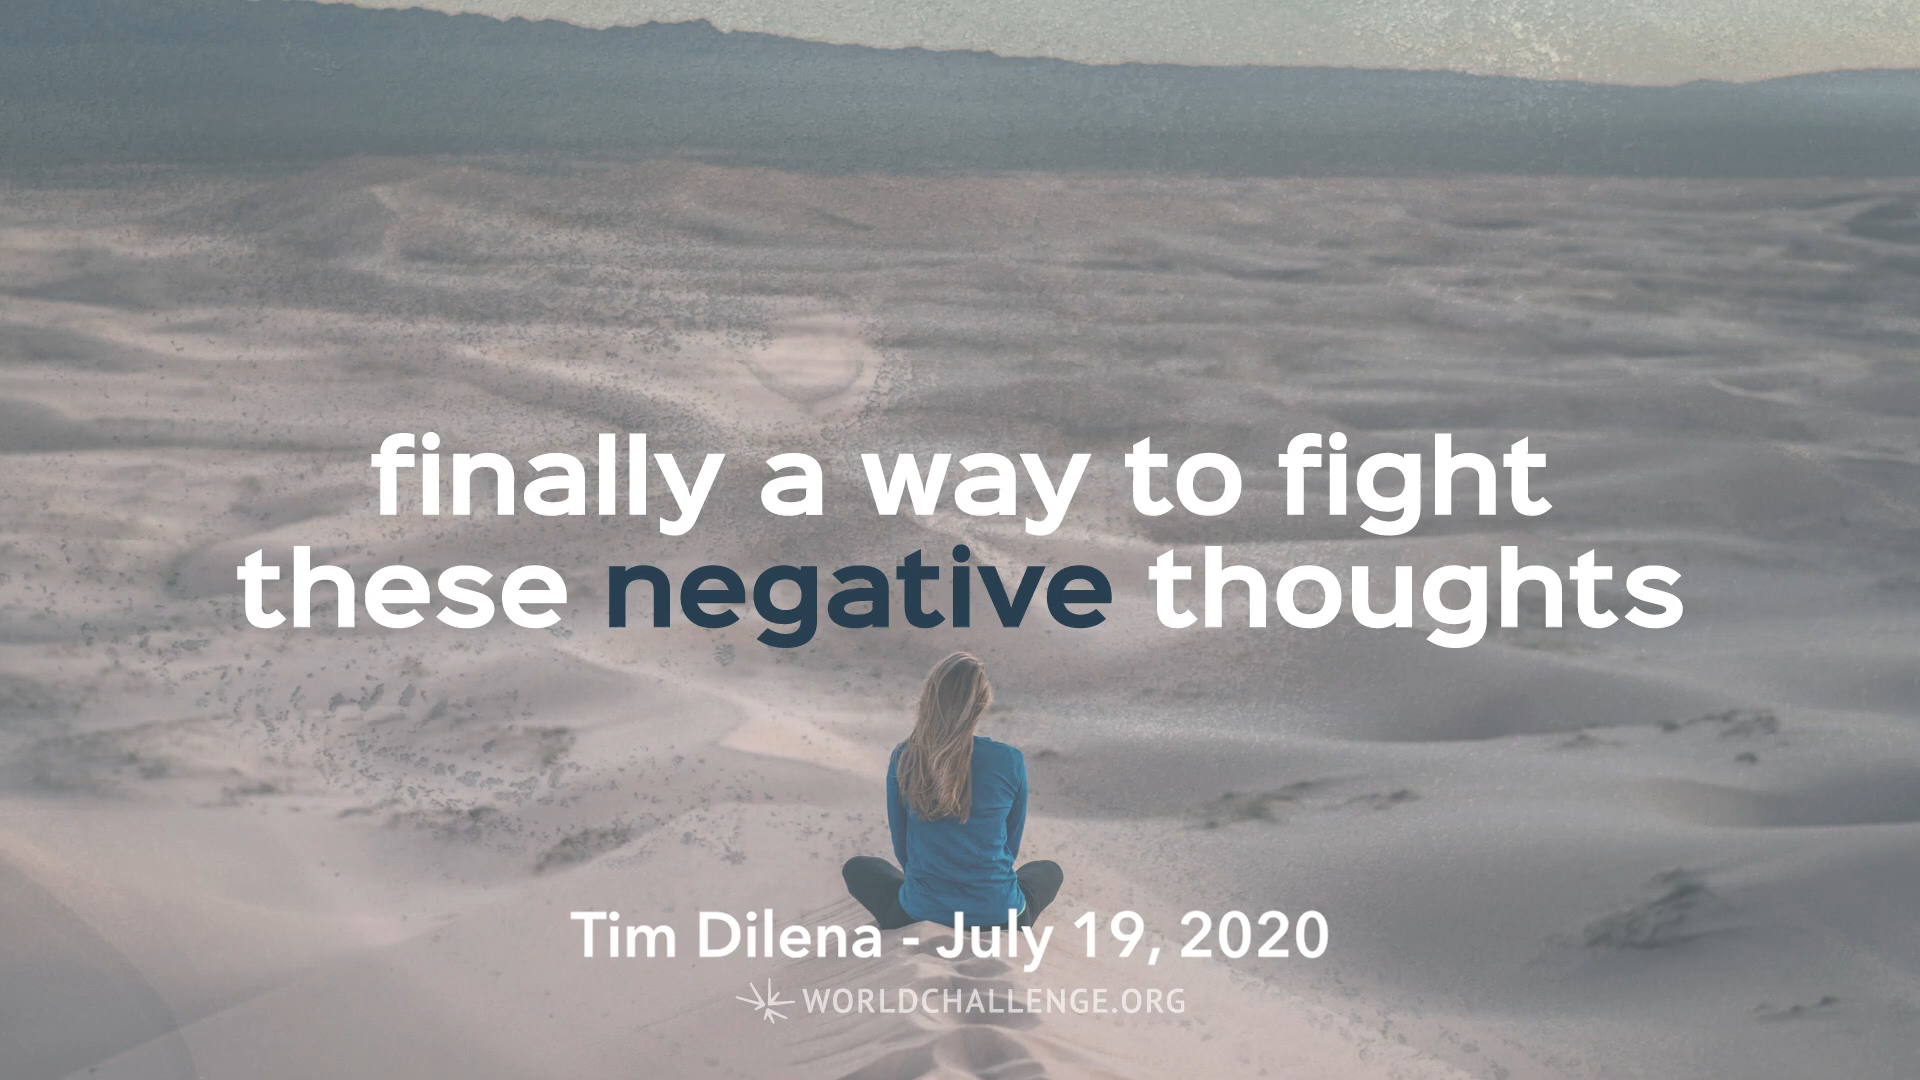 finally a way to fight
these negative thoughts
Tim Dilena - July 19, 2020
WORLDCHALLENGE.ORG